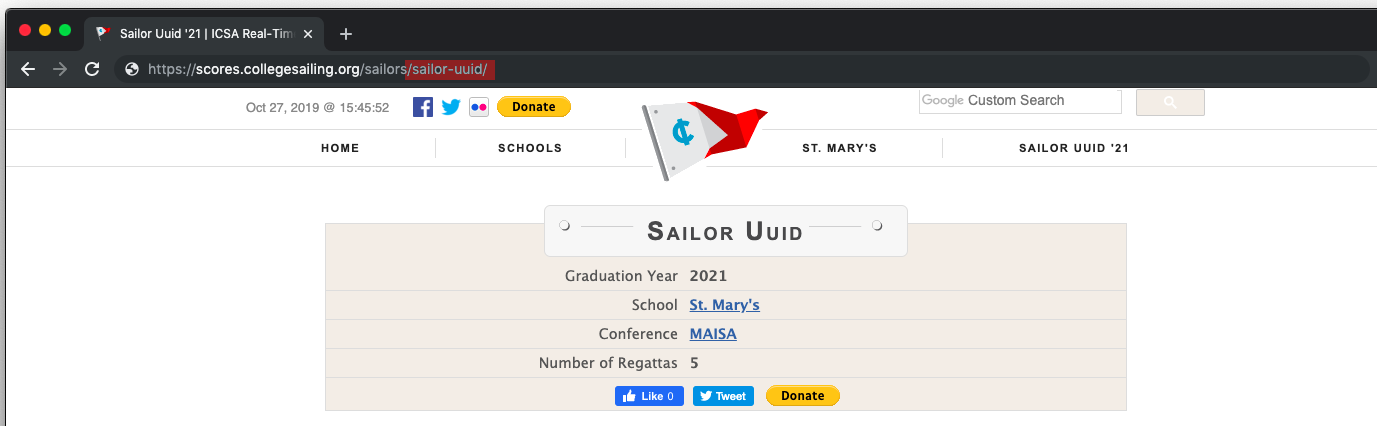 Sailor Uuid '21 | ICSA Real-Tim
https://scores.collegesailing.org/sailors/sailor-uuid/
Oct 27, 2019 @ 15:45:52 Donate Google Custom Search
HOME SCHOOLS ST. MARY'S SAILOR UUID '21
Sailor Uuid
Graduation Year 2021
School St. Mary's
Conference MAISA
Number of Regattas 5
Like 0 Tweet Donate